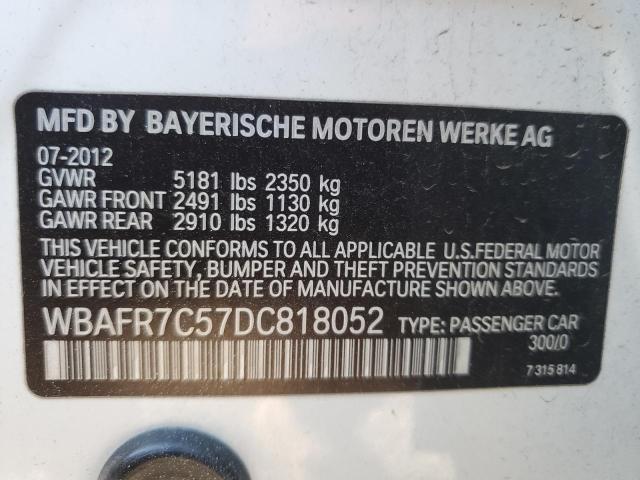 MFD BY BAYERISCHE MOTOREN WERKE AG
07-2012
GVWR 5181 lbs 2350 kg
GAWR FRONT 2491 lbs 1130 kg
GAWR REAR 2910 lbs 1320 kg
THIS VEHICLE CONFORMS TO ALL APPLICABLE U.S.FEDERAL MOTOR
VEHICLE SAFETY, BUMPER AND THEFT PREVENTION STANDARDS
IN EFFECT ON THE DATE OF MANUFACTURE SHOWN ABOVE.
WBAFR7C57DC818052 TYPE: PASSENGER CAR
300/0
7 315 814